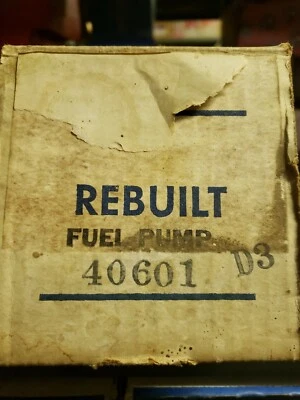 REBUILT
FUEL PUMP
40601
D3